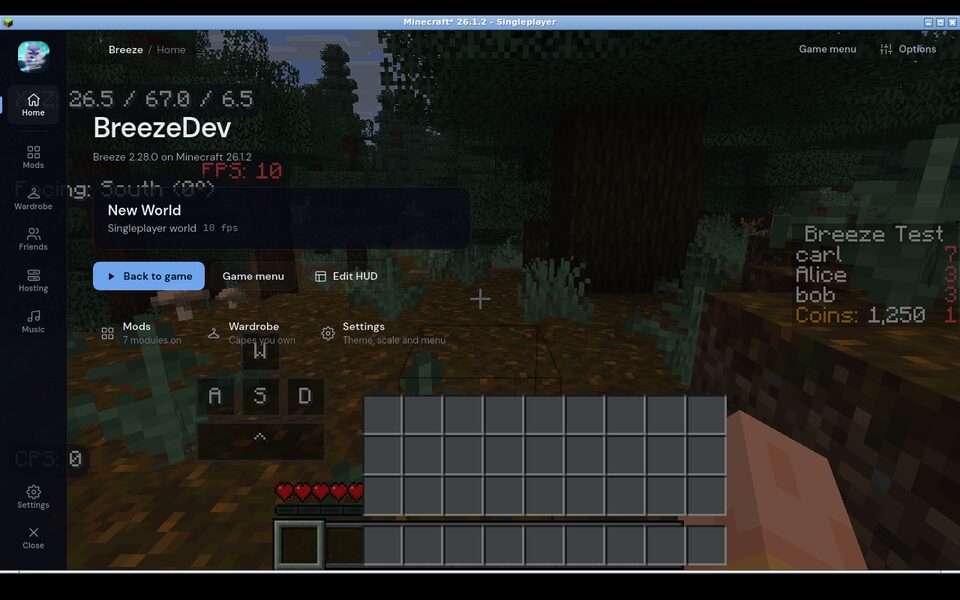 Minecraft* 26.1.2 - Singleplayer
Breeze / Home
Game menu
Options
26.5 / 67.0 / 6.5
Home
BreezeDev
Breeze 2.28.0 on Minecraft 26.1.2
FPS: 10
Mods
Facing: South (0°)
Wardrobe
New World
Singleplayer world 10 fps
Friends
Breeze Test
carl 7
Alice 3
bob 3
Coins: 1,250 1
Hosting
Back to game
Game menu
Edit HUD
Music
Mods
7 modules on
Wardrobe
Capes you own
Settings
Theme, scale and menu
W
A S D
^
CPS: 0
Settings
Close